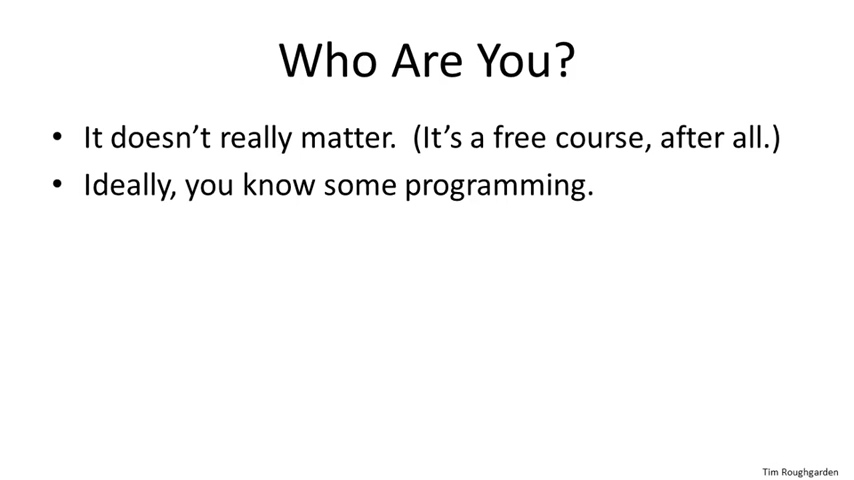 Who Are You?
• It doesn't really matter.  (It's a free course, after all.)
• Ideally, you know some programming.
Tim Roughgarden